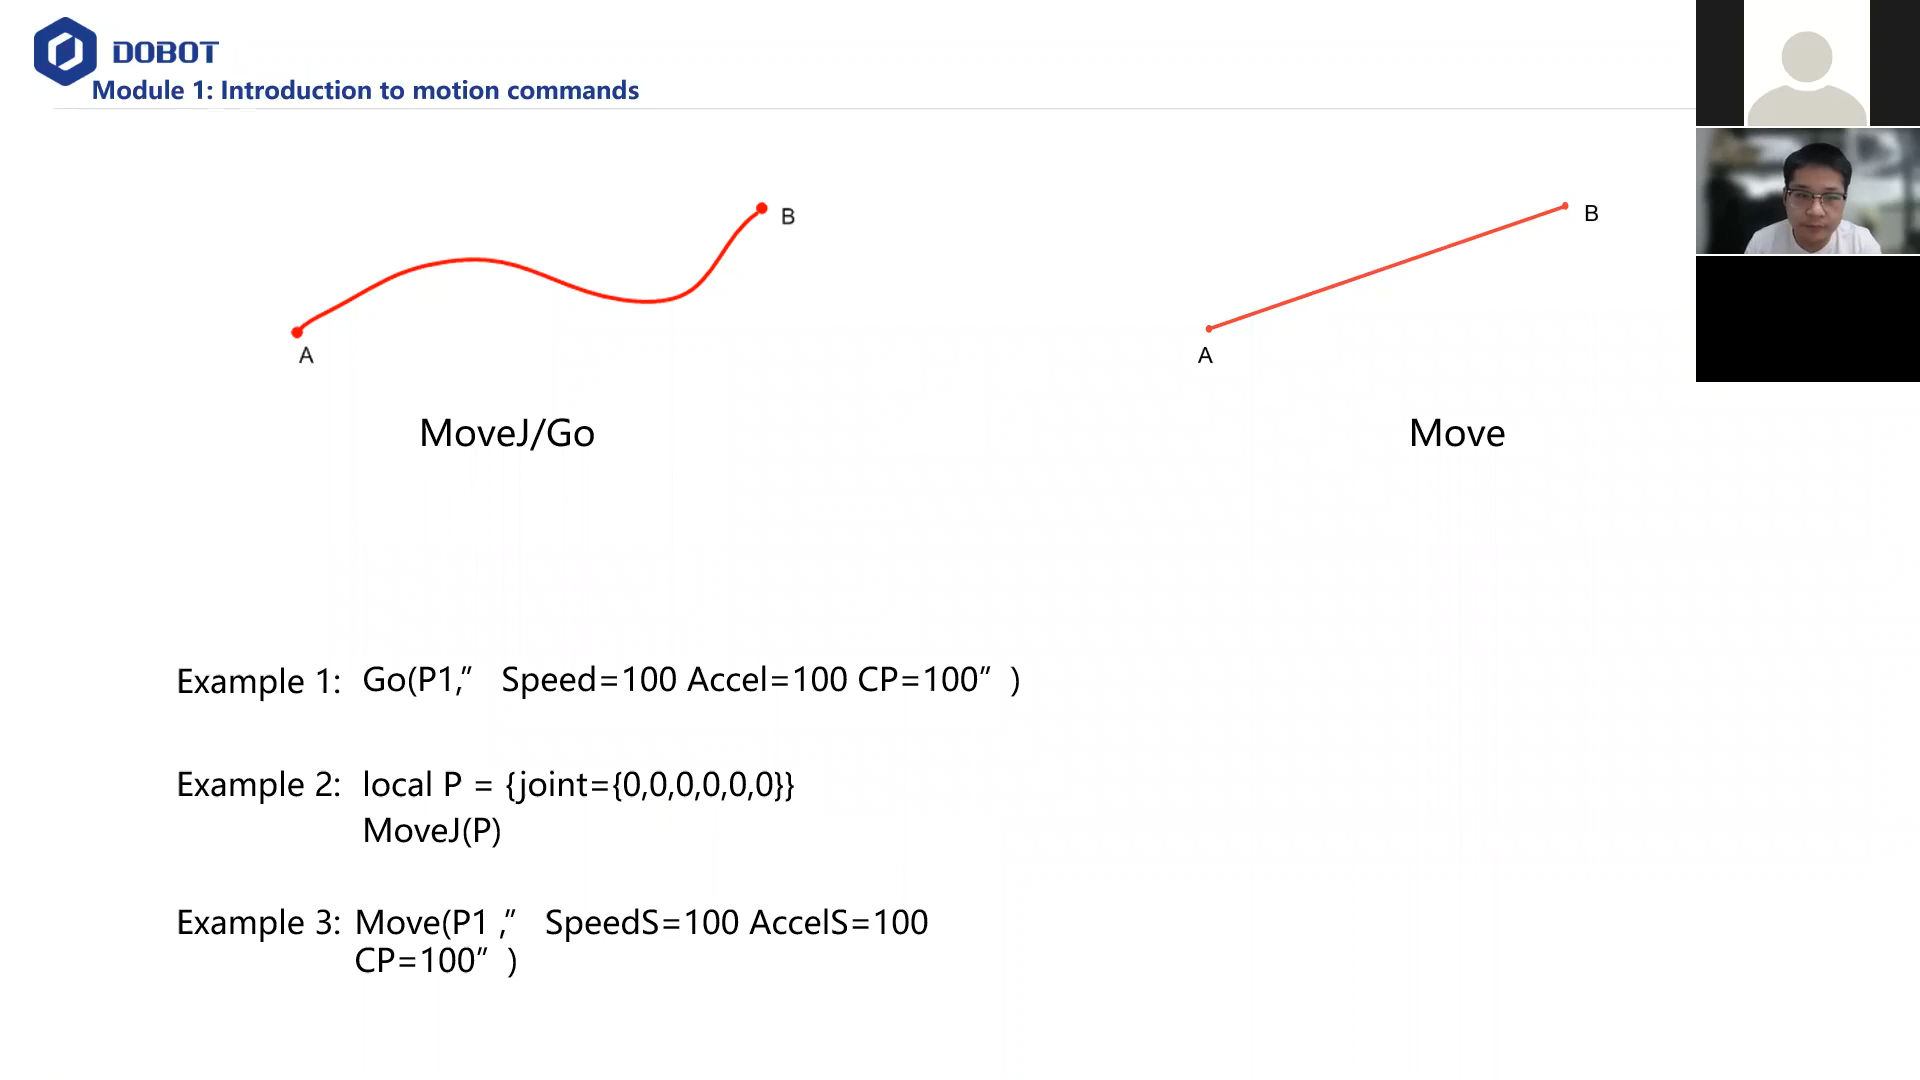 DOBOT
Module 1: Introduction to motion commands
B
A
MoveJ/Go
B
A
Move
Example 1: Go(P1,” Speed=100 Accel=100 CP=100” )
Example 2: local P = {joint={0,0,0,0,0,0}}
MoveJ(P)
Example 3: Move(P1 ,” SpeedS=100 AccelS=100
CP=100” )